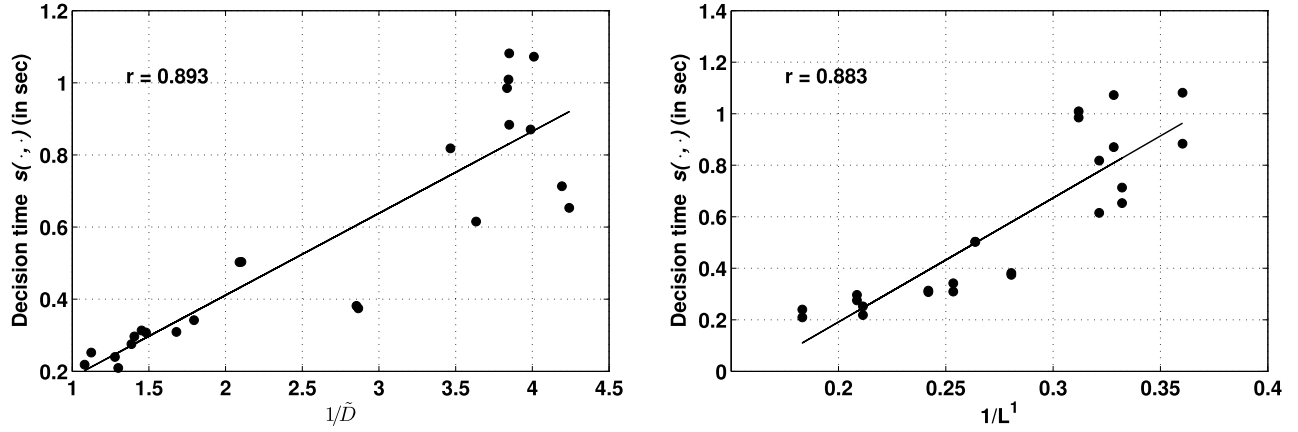 1.2
1
0.8
0.6
0.4
0.2
Decision time s(·,·) (in sec)
r = 0.893
1 1.5 2 2.5 3 3.5 4 4.5
1/D̃
1.4
1.2
1
0.8
0.6
0.4
0.2
0
Decision time s(·,·) (in sec)
r = 0.883
0.2 0.25 0.3 0.35 0.4
1/L¹